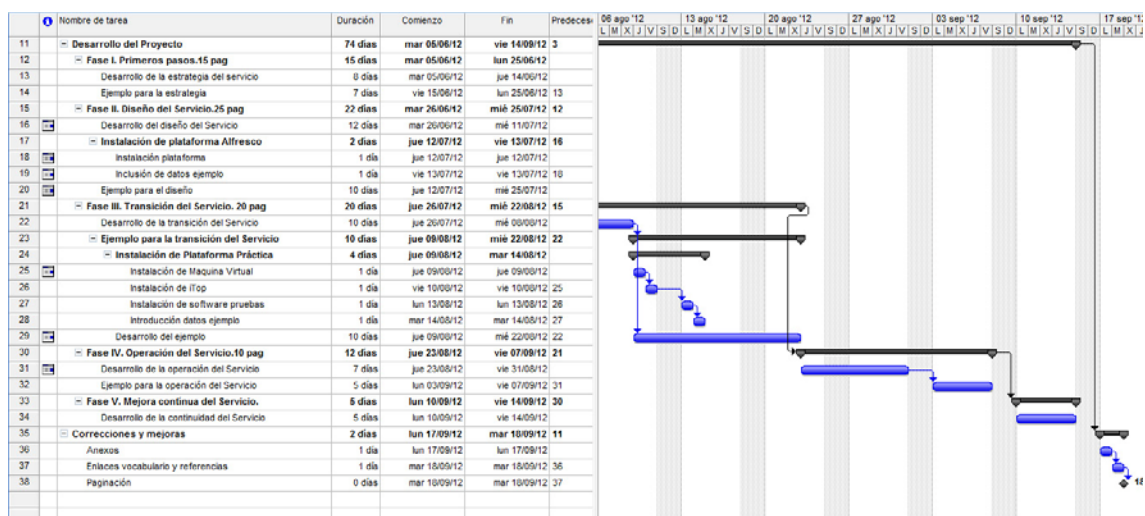 Nombre de tarea Duración Comienzo Fin Predeces
06 ago '12 13 ago '12 20 ago '12 27 ago '12 03 sep '12 10 sep '12 17 sep '12
L M X J V S D L M X J V S D L M X J V S D L M X J V S D L M X J V S D L M X J V S D L M X J
11 Desarrollo del Proyecto 74 días mar 05/06/12 vie 14/09/12 3
12 Fase I. Primeros pasos.15 pag 15 días mar 05/06/12 lun 25/06/12
13 Desarrollo de la estrategia del servicio 8 días mar 05/06/12 jue 14/06/12
14 Ejemplo para la estrategia 7 días vie 15/06/12 lun 25/06/12 13
15 Fase II. Diseño del Servicio.25 pag 22 días mar 26/06/12 mié 25/07/12 12
16 Desarrollo del diseño del Servicio 12 días mar 26/06/12 mié 11/07/12
17 Instalación de plataforma Alfresco 2 días jue 12/07/12 vie 13/07/12 16
18 Instalación plataforma 1 día jue 12/07/12 jue 12/07/12
19 Inclusión de datos ejemplo 1 día vie 13/07/12 vie 13/07/12 18
20 Ejemplo para el diseño 10 días jue 12/07/12 mié 25/07/12
21 Fase III. Transición del Servicio. 20 pag 20 días jue 26/07/12 mié 22/08/12 15
22 Desarrollo de la transición del Servicio 10 días jue 26/07/12 mié 08/08/12
23 Ejemplo para la transición del Servicio 10 días jue 09/08/12 mié 22/08/12 22
24 Instalación de Plataforma Práctica 4 días jue 09/08/12 mar 14/08/12
25 Instalación de Maquina Virtual 1 día jue 09/08/12 jue 09/08/12
26 Instalación de iTop 1 día vie 10/08/12 vie 10/08/12 25
27 Instalación de software pruebas 1 día lun 13/08/12 lun 13/08/12 26
28 Introducción datos ejemplo 1 día mar 14/08/12 mar 14/08/12 27
29 Desarrollo del ejemplo 10 días jue 09/08/12 mié 22/08/12 22
30 Fase IV. Operación del Servicio.10 pag 12 días jue 23/08/12 vie 07/09/12 21
31 Desarrollo de la operación del Servicio 7 días jue 23/08/12 vie 31/08/12
32 Ejemplo para la operación del Servicio 5 días lun 03/09/12 vie 07/09/12 31
33 Fase V. Mejora continua del Servicio. 5 días lun 10/09/12 vie 14/09/12 30
34 Desarrollo de la continuidad del Servicio 5 días lun 10/09/12 vie 14/09/12
35 Correcciones y mejoras 2 días lun 17/09/12 mar 18/09/12 11
36 Anexos 1 día lun 17/09/12 lun 17/09/12
37 Enlaces vocabulario y referencias 1 día mar 18/09/12 mar 18/09/12 36
38 Paginación 0 días mar 18/09/12 mar 18/09/12 37
18